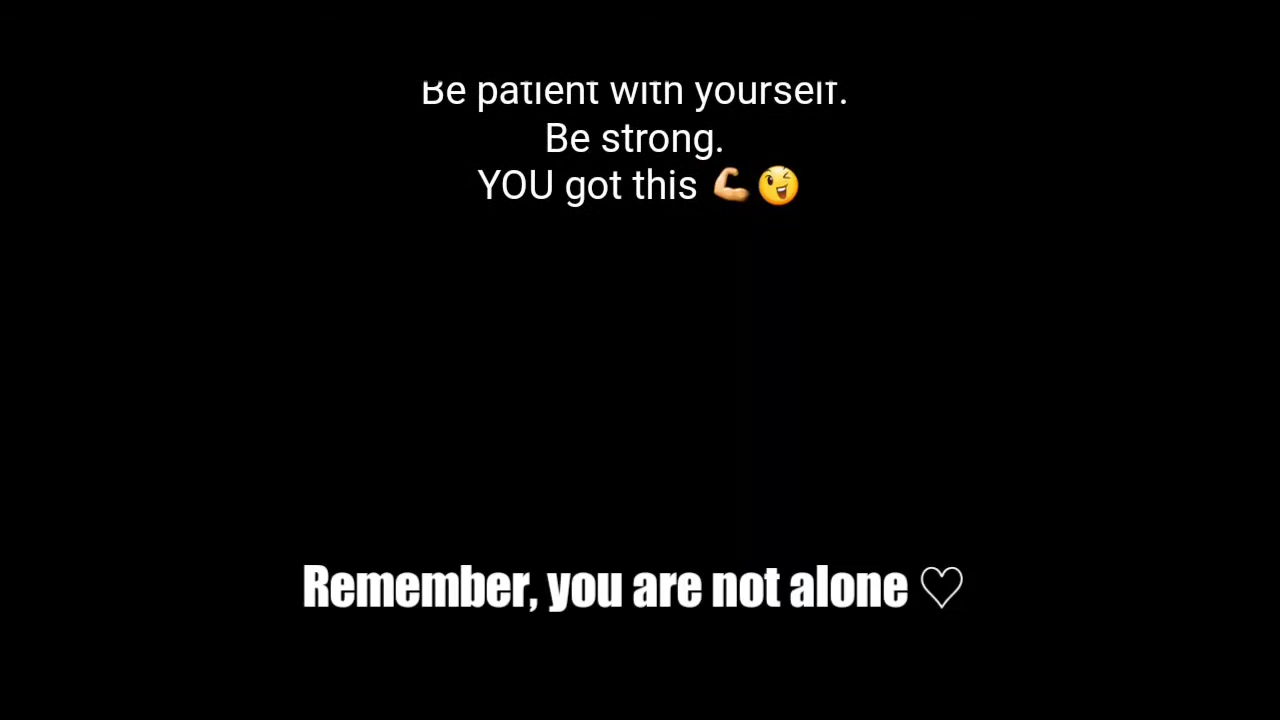 Be patient with yourself.
Be strong.
YOU got this 💪😉
Remember, you are not alone ♡